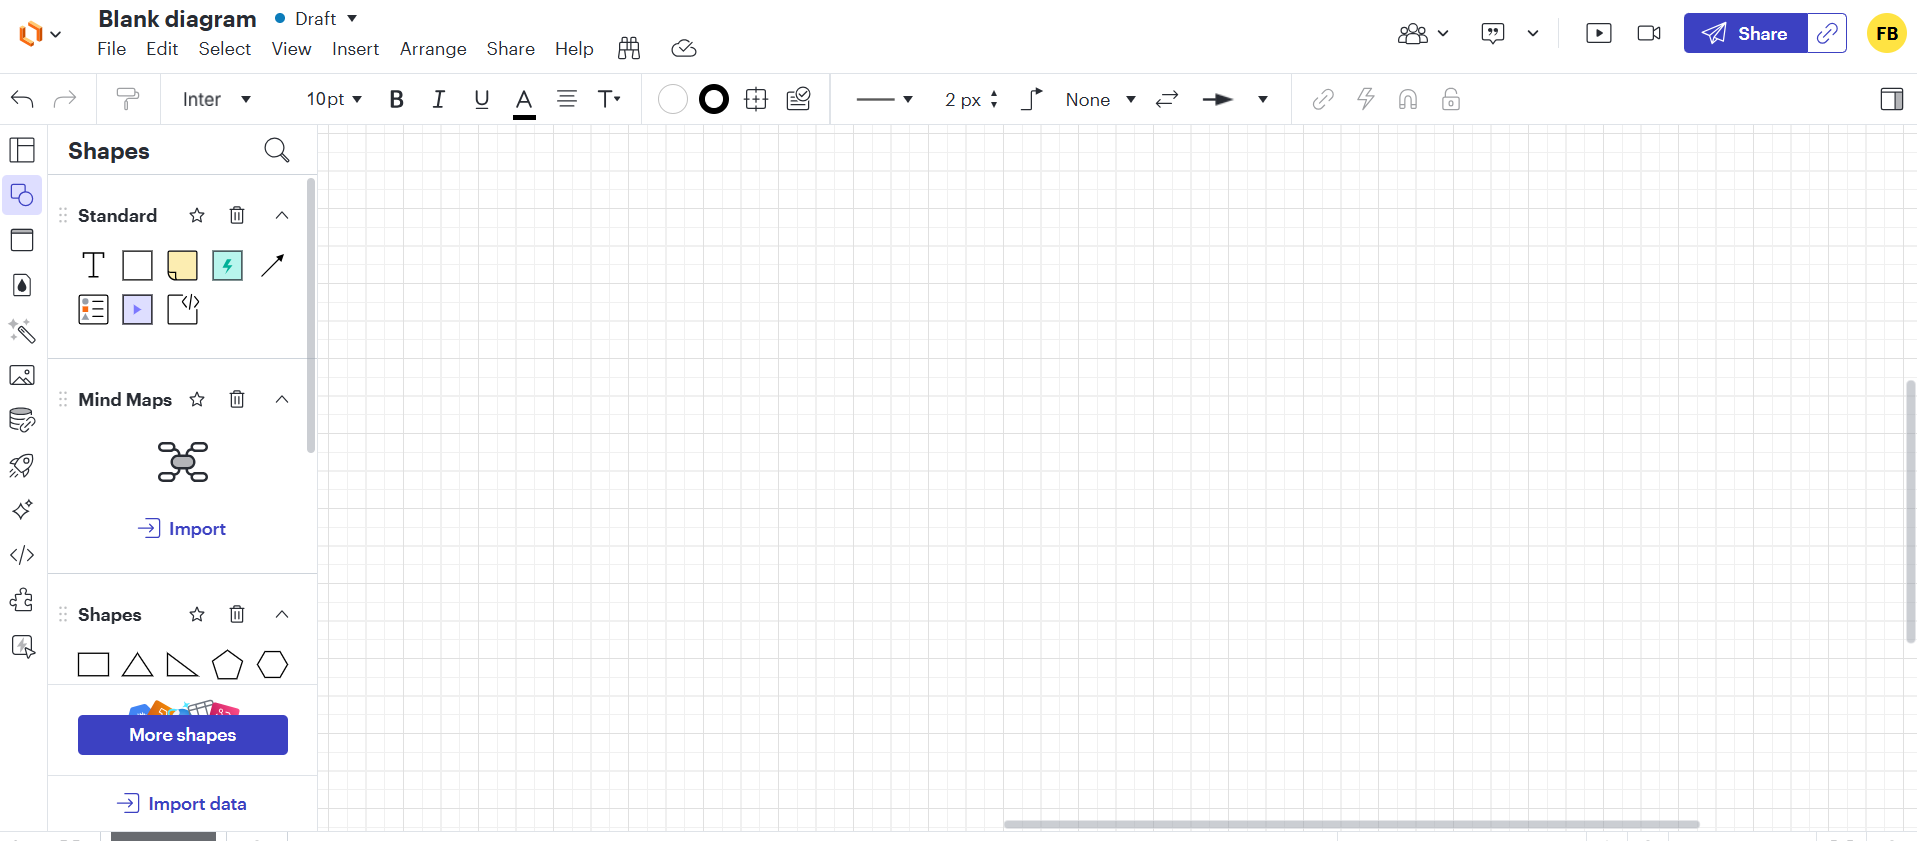 Blank diagram Draft
File Edit Select View Insert Arrange Share Help
Share
FB
Inter 10pt B I U A T 2 px None
Shapes
Standard
T
Mind Maps
Import
Shapes
More shapes
Import data